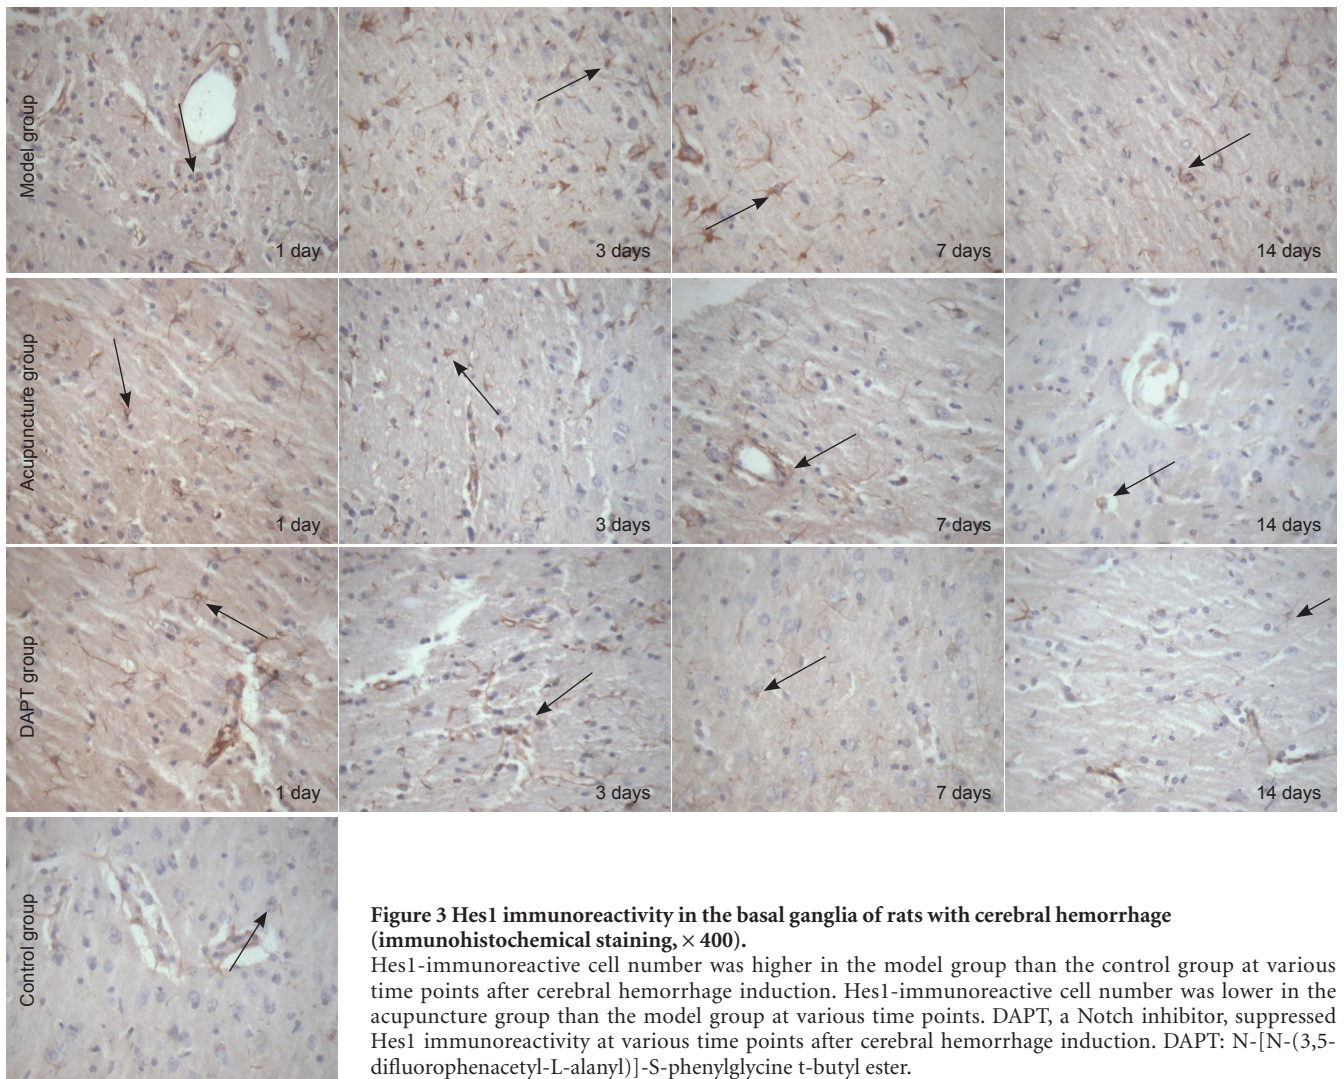 Model group
1 day
3 days
7 days
14 days
Acupuncture group
1 day
3 days
7 days
14 days
DAPT group
1 day
3 days
7 days
14 days
Control group
Figure 3 Hes1 immunoreactivity in the basal ganglia of rats with cerebral hemorrhage
(immunohistochemical staining, × 400).
Hes1-immunoreactive cell number was higher in the model group than the control group at various
time points after cerebral hemorrhage induction. Hes1-immunoreactive cell number was lower in the
acupuncture group than the model group at various time points. DAPT, a Notch inhibitor, suppressed
Hes1 immunoreactivity at various time points after cerebral hemorrhage induction. DAPT: N-[N-(3,5-
difluorophenacetyl-L-alanyl)]-S-phenylglycine t-butyl ester.